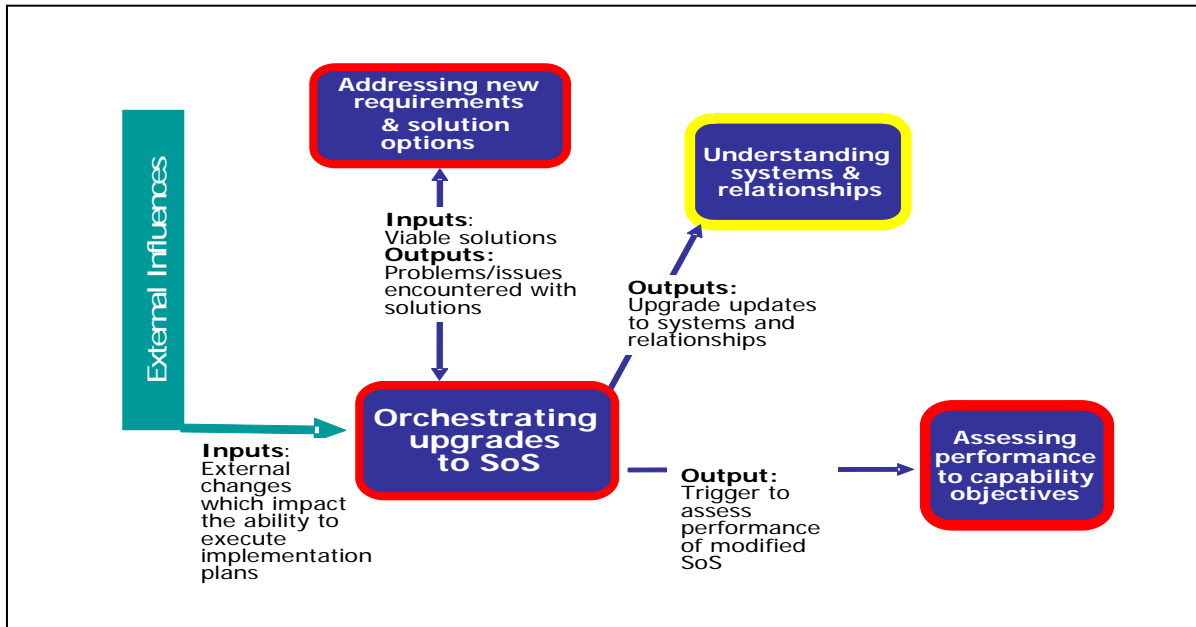 External Influences
Addressing new
requirements
& solution
options
Understanding
systems &
relationships
Inputs:
Viable solutions
Outputs:
Problems/issues
encountered with
solutions
Outputs:
Upgrade updates
to systems and
relationships
Orchestrating
upgrades
to SoS
Assessing
performance
to capability
objectives
Inputs:
External
changes
which impact
the ability to
execute
implementation
plans
Output:
Trigger to
assess
performance
of modified
SoS